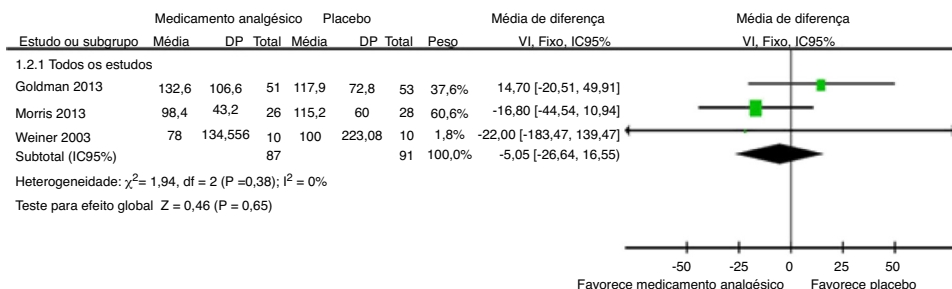 Medicamento analgésico Placebo Média de diferença Média de diferença
Estudo ou subgrupo Média DP Total Média DP Total Peso VI, Fixo, IC95% VI, Fixo, IC95%
1.2.1 Todos os estudos
Goldman 2013 132,6 106,6 51 117,9 72,8 53 37,6% 14,70 [-20,51, 49,91]
Morris 2013 98,4 43,2 26 115,2 60 28 60,6% -16,80 [-44,54, 10,94]
Weiner 2003 78 134,556 10 100 223,08 10 1,8% -22,00 [-183,47, 139,47]
Subtotal (IC95%) 87 91 100,0% -5,05 [-26,64, 16,55]
Heterogeneidade: χ²= 1,94, df = 2 (P =0,38); I² = 0%
Teste para efeito global Z = 0,46 (P = 0,65)
-50 -25 0 25 50
Favorece medicamento analgésico Favorece placebo